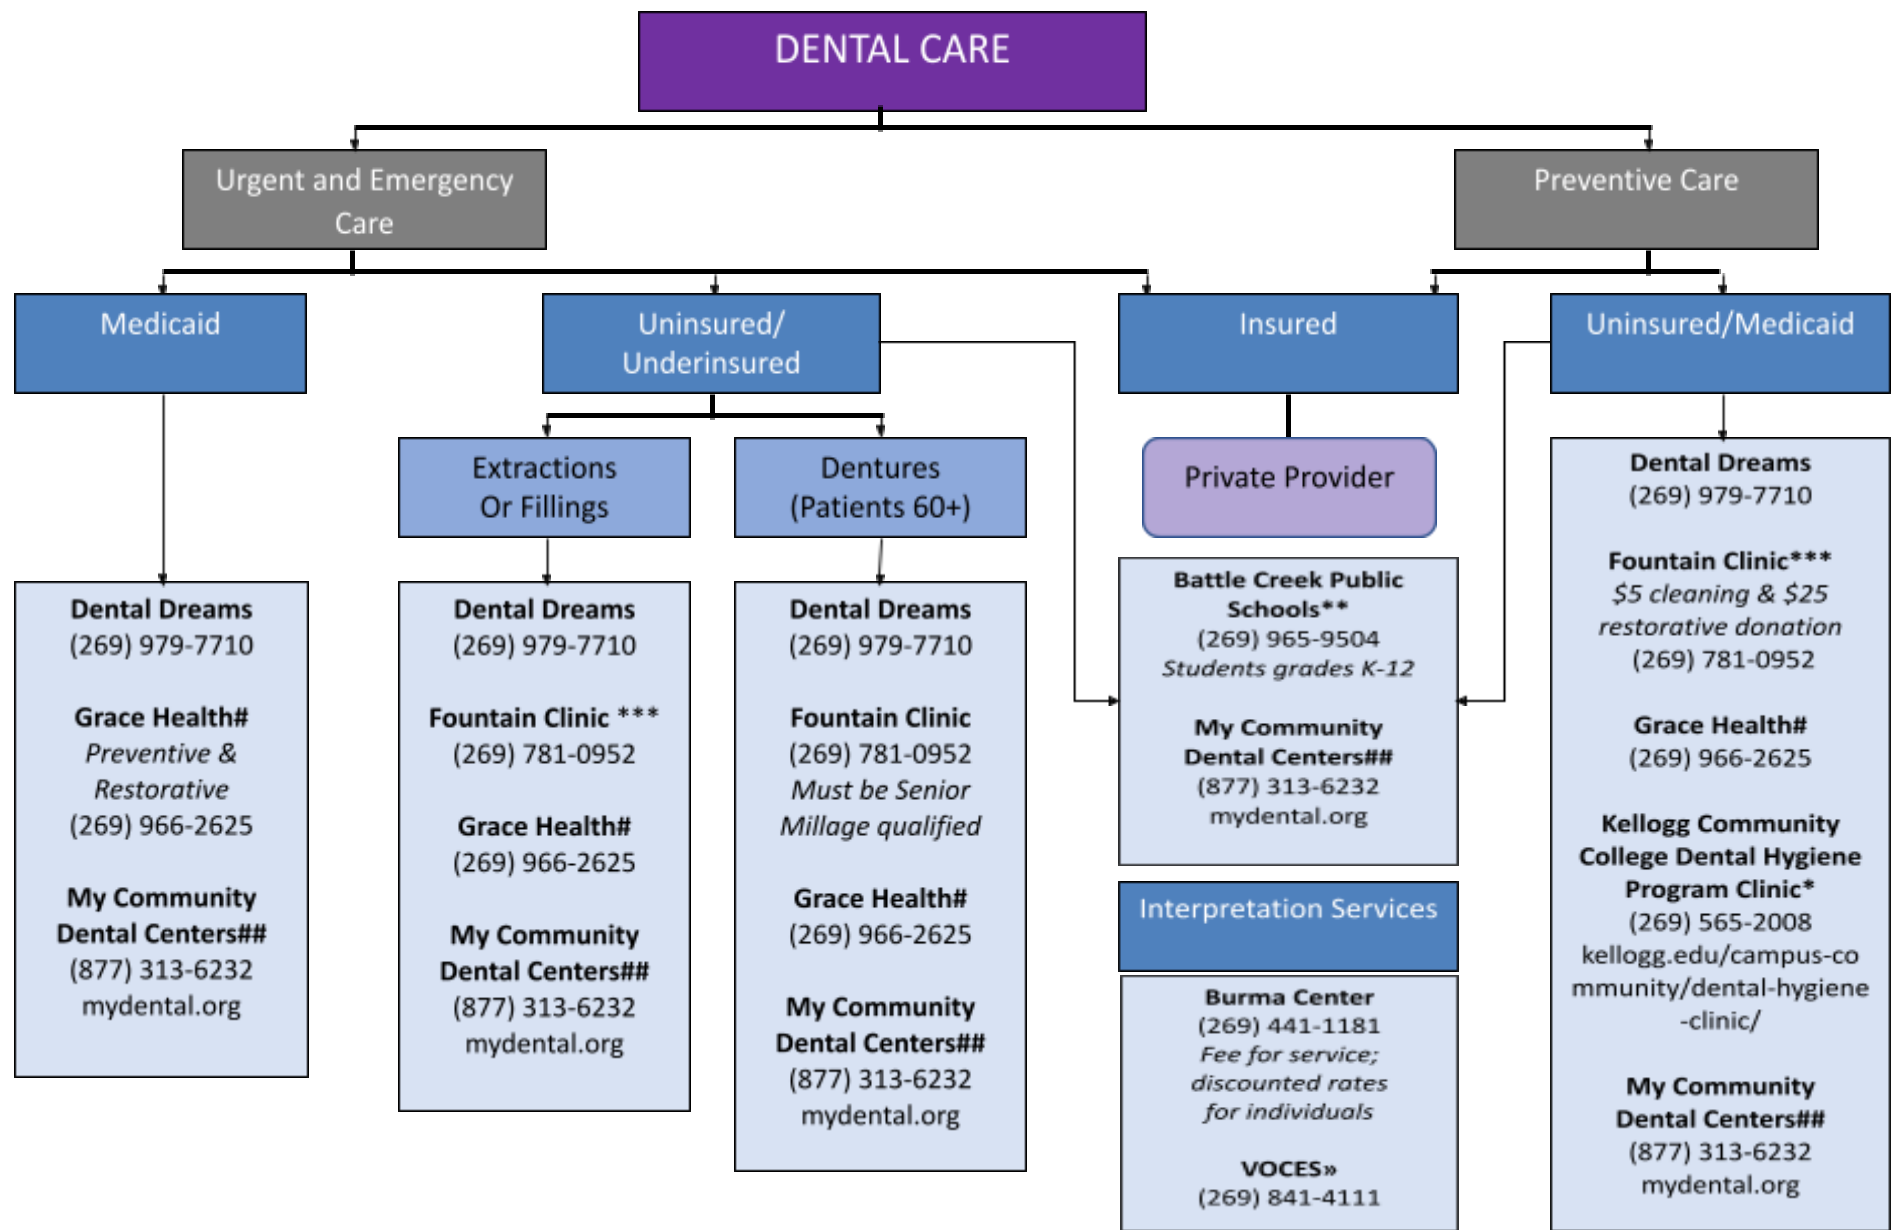 DENTAL CARE
Urgent and Emergency
Care
Preventive Care
Medicaid
Uninsured/
Underinsured
Insured
Uninsured/Medicaid
Extractions
Or Fillings
Dentures
(Patients 60+)
Private Provider
Dental Dreams
(269) 979-7710
Grace Health#
Preventive &
Restorative
(269) 966-2625
My Community
Dental Centers##
(877) 313-6232
mydental.org
Dental Dreams
(269) 979-7710
Fountain Clinic ***
(269) 781-0952
Grace Health#
(269) 966-2625
My Community
Dental Centers##
(877) 313-6232
mydental.org
Dental Dreams
(269) 979-7710
Fountain Clinic
(269) 781-0952
Must be Senior
Millage qualified
Grace Health#
(269) 966-2625
My Community
Dental Centers##
(877) 313-6232
mydental.org
Battle Creek Public
Schools**
(269) 965-9504
Students grades K-12
My Community
Dental Centers##
(877) 313-6232
mydental.org
Interpretation Services
Burma Center
(269) 441-1181
Fee for service;
discounted rates
for individuals
VOCES»
(269) 841-4111
Dental Dreams
(269) 979-7710
Fountain Clinic***
$5 cleaning & $25
restorative donation
(269) 781-0952
Grace Health#
(269) 966-2625
Kellogg Community
College Dental Hygiene
Program Clinic*
(269) 565-2008
kellogg.edu/campus-co
mmunity/dental-hygiene
-clinic/
My Community
Dental Centers##
(877) 313-6232
mydental.org